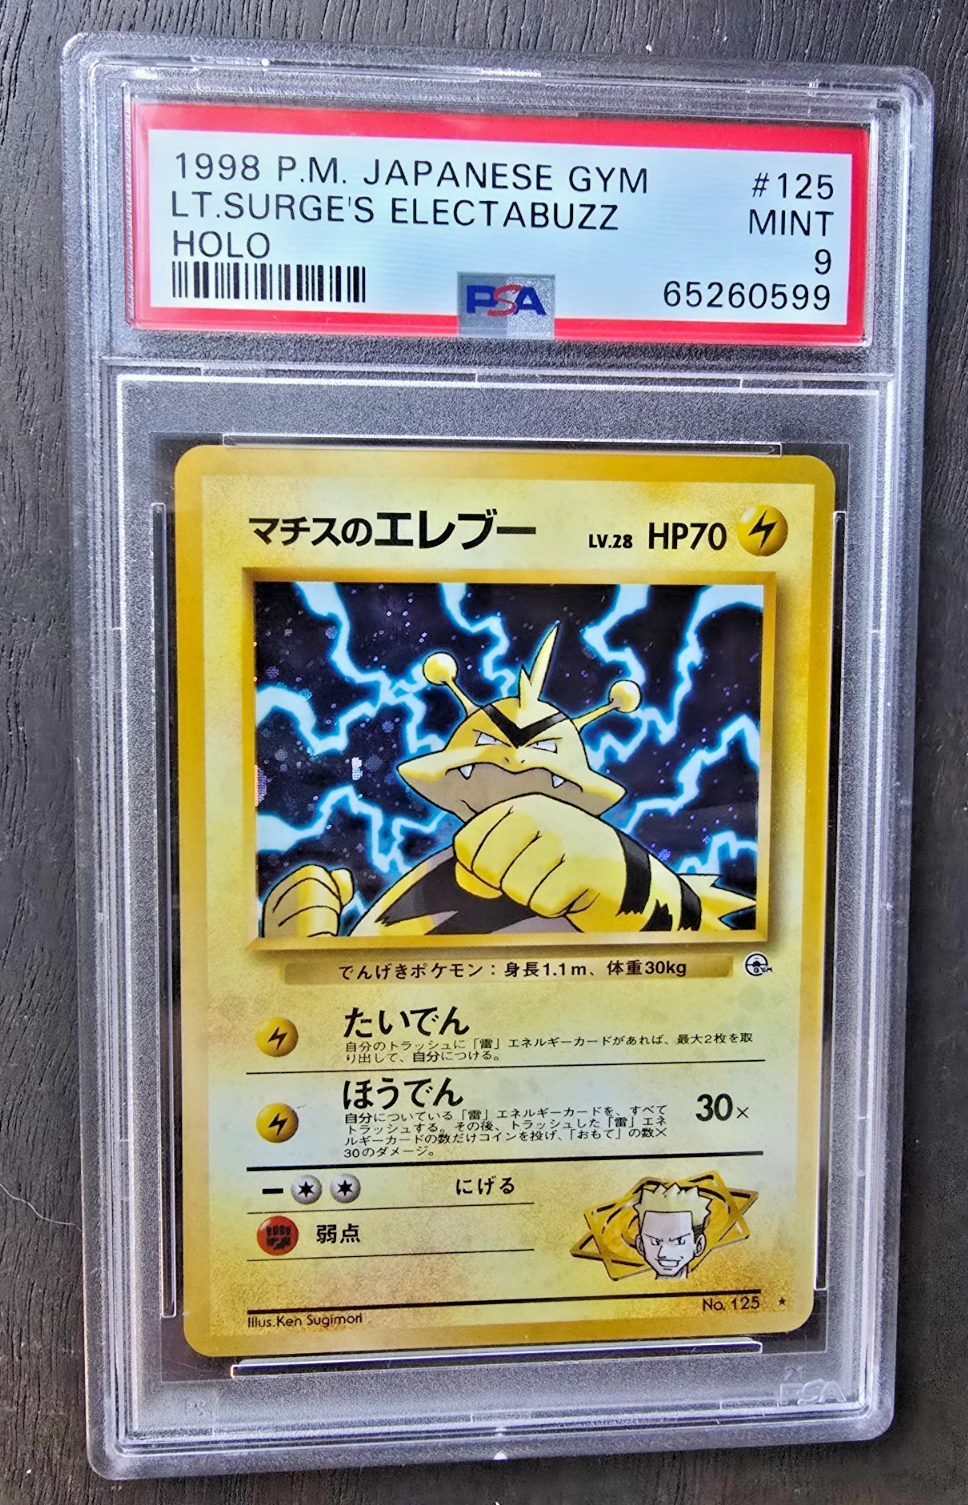 1998 P.M. JAPANESE GYM #125
LT.SURGE'S ELECTABUZZ MINT
HOLO 9
65260599
PSA
マチスのエレブー LV.28 HP70
でんげきポケモン：身長1.1m、体重30kg
GYM
たいでん
自分のトラッシュに「雷」エネルギーカードがあれば、最大2枚を取
り出して、自分につける。
ほうでん 30×
自分についている「雷」エネルギーカードを、すべて
トラッシュする。その後、トラッシュした「雷」エネ
ルギーカードの数だけコインを投げ、「おもて」の数×
30のダメージ。
にげる
弱点
No. 125
Illus.Ken Sugimori
PSA